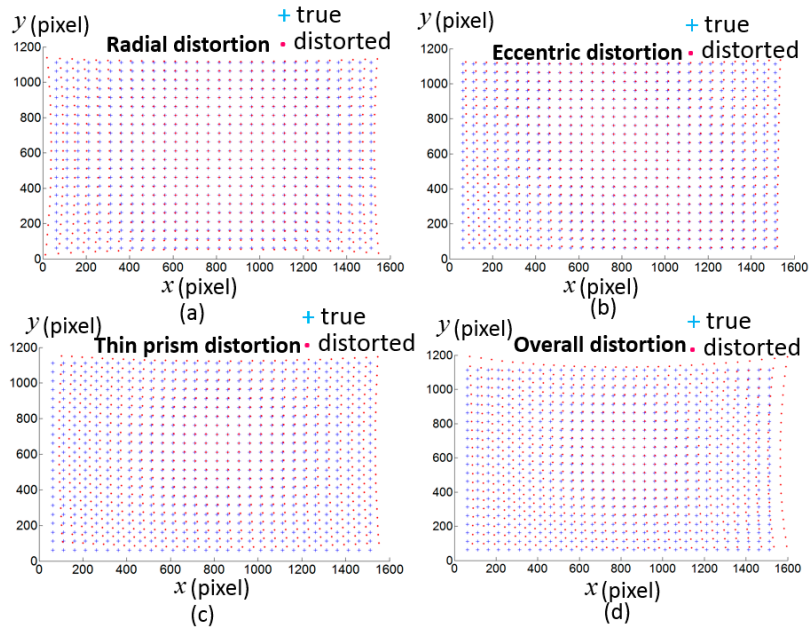 y (pixel)
+ true
Radial distortion • distorted
1200
1000
800
600
400
200
0
0 200 400 600 800 1000 1200 1400 1600
x (pixel)
(a)
y (pixel)
+ true
Eccentric distortion • distorted
1200
1000
800
600
400
200
0
0 200 400 600 800 1000 1200 1400 1600
x (pixel)
(b)
y (pixel)
+ true
Thin prism distortion • distorted
1200
1000
800
600
400
200
0
0 200 400 600 800 1000 1200 1400 1600
x (pixel)
(c)
y (pixel)
+ true
Overall distortion • distorted
1200
1000
800
600
400
200
0
0 200 400 600 800 1000 1200 1400 1600
x (pixel)
(d)